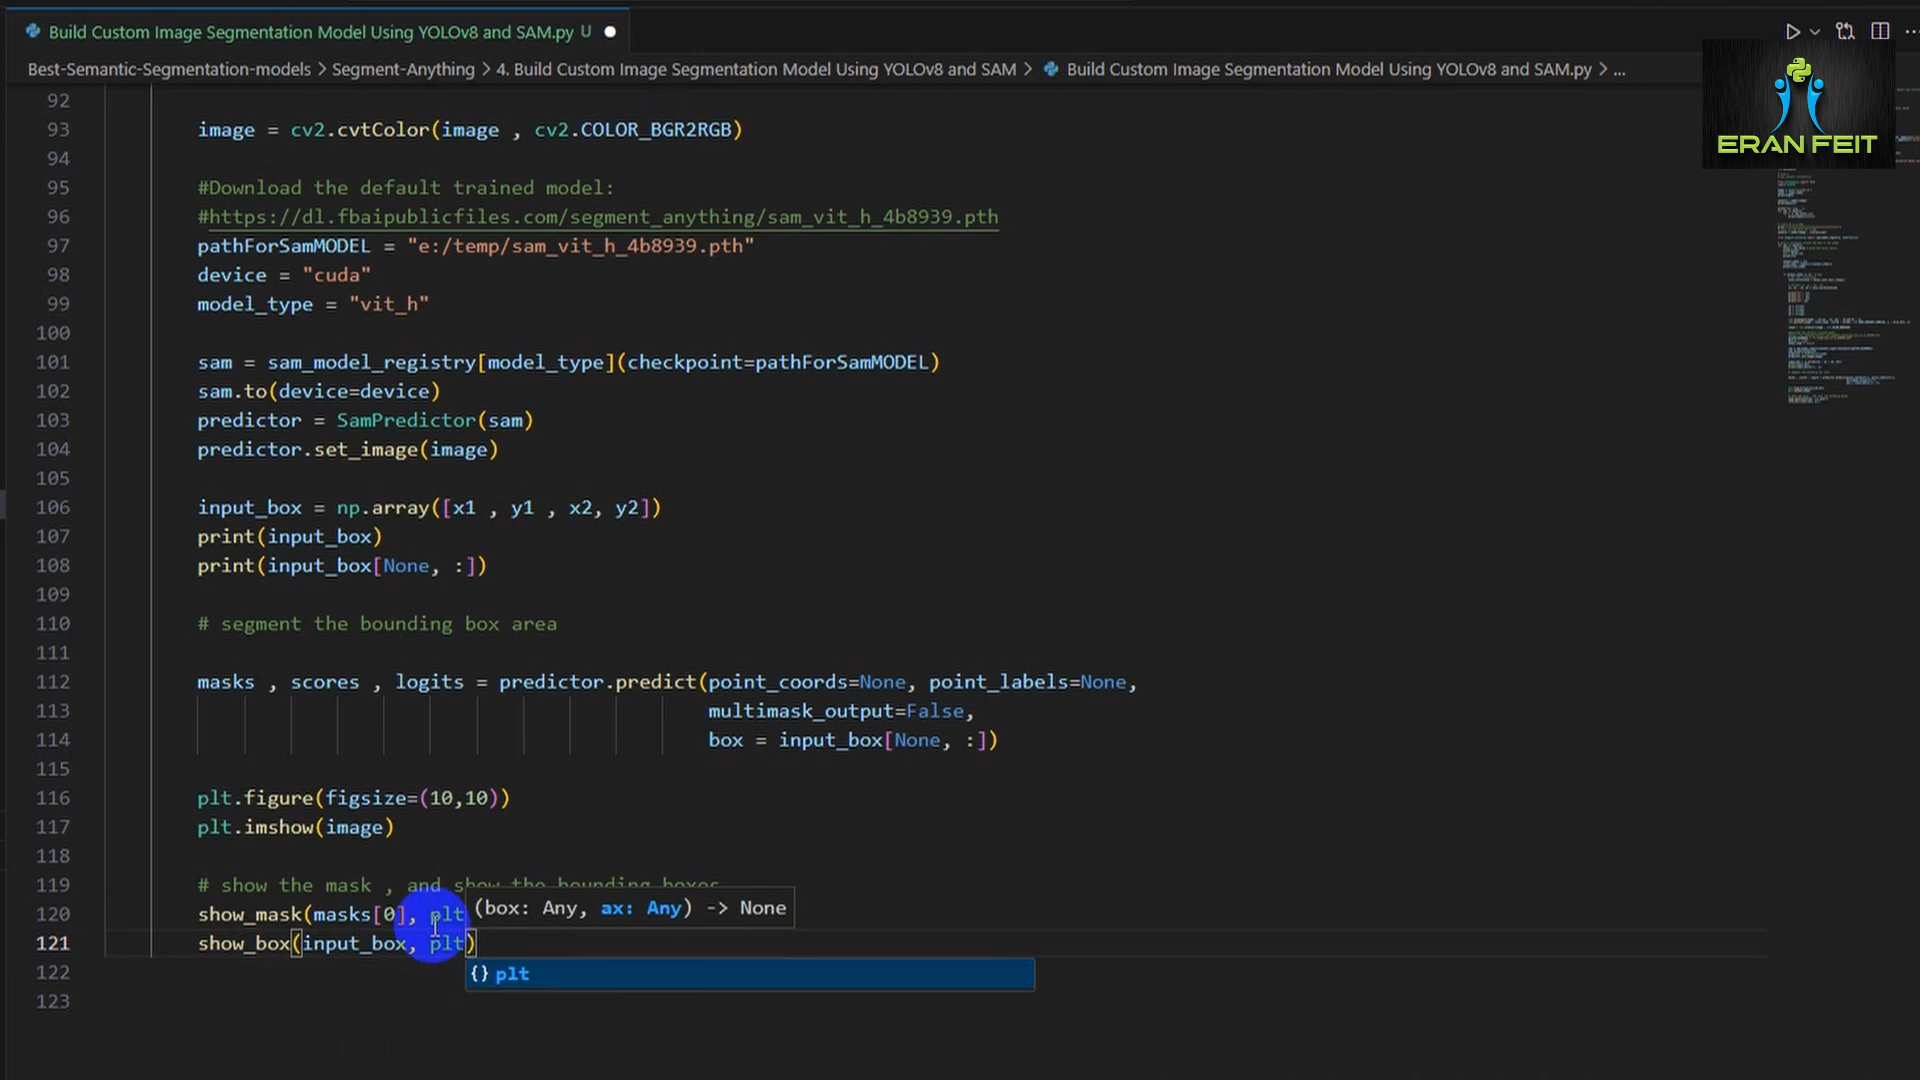 Build Custom Image Segmentation Model Using YOLOv8 and SAM.py U
Best-Semantic-Segmentation-models > Segment-Anything > 4. Build Custom Image Segmentation Model Using YOLOv8 and SAM > Build Custom Image Segmentation Model Using YOLOv8 and SAM.py > ...
ERAN FEIT
92
93 image = cv2.cvtColor(image , cv2.COLOR_BGR2RGB)
94
95 #Download the default trained model:
96 #https://dl.fbaipublicfiles.com/segment_anything/sam_vit_h_4b8939.pth
97 pathForSamMODEL = "e:/temp/sam_vit_h_4b8939.pth"
98 device = "cuda"
99 model_type = "vit_h"
100
101 sam = sam_model_registry[model_type](checkpoint=pathForSamMODEL)
102 sam.to(device=device)
103 predictor = SamPredictor(sam)
104 predictor.set_image(image)
105
106 input_box = np.array([x1 , y1 , x2, y2])
107 print(input_box)
108 print(input_box[None, :])
109
110 # segment the bounding box area
111
112 masks , scores , logits = predictor.predict(point_coords=None, point_labels=None,
113 multimask_output=False,
114 box = input_box[None, :])
115
116 plt.figure(figsize=(10,10))
117 plt.imshow(image)
118
119 # show the mask , and show the bounding boxes
120 show_mask(masks[0], plt
(box: Any, ax: Any) -> None
121 show_box(input_box, plt)
122
{} plt
123